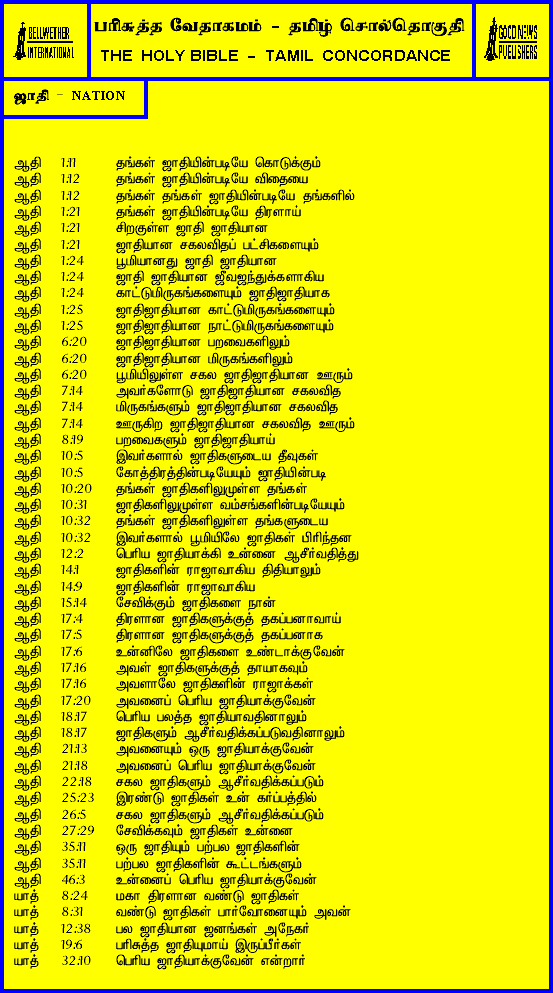 BELLWETHER INTERNATIONAL
பரிசுத்த வேதாகமம் - தமிழ் சொல்தொகுதி
THE HOLY BIBLE - TAMIL CONCORDANCE
GOOD NEWS PUBLISHERS
ஜாதி - NATION
ஆதி 1:11 தங்கள் ஜாதியின்படியே கொடுக்கும்
ஆதி 1:12 தங்கள் ஜாதியின்படியே விதையை
ஆதி 1:12 தங்கள் தங்கள் ஜாதியின்படியே தங்களில்
ஆதி 1:21 தங்கள் ஜாதியின்படியே திரளாய்
ஆதி 1:21 சிறகுள்ள ஜாதி ஜாதியான
ஆதி 1:21 ஜாதியான சகலவிதப் பட்சிகளையும்
ஆதி 1:24 பூமியானது ஜாதி ஜாதியான
ஆதி 1:24 ஜாதி ஜாதியான ஜீவஜந்துக்களாகிய
ஆதி 1:24 காட்டுமிருகங்களையும் ஜாதிஜாதியாக
ஆதி 1:25 ஜாதிஜாதியான காட்டுமிருகங்களையும்
ஆதி 1:25 ஜாதிஜாதியான நாட்டுமிருகங்களையும்
ஆதி 6:20 ஜாதிஜாதியான பறவைகளிலும்
ஆதி 6:20 ஜாதிஜாதியான மிருகங்களிலும்
ஆதி 6:20 பூமியிலுள்ள சகல ஜாதிஜாதியான ஊரும்
ஆதி 7:14 அவர்களோடு ஜாதிஜாதியான சகலவித
ஆதி 7:14 மிருகங்களும் ஜாதிஜாதியான சகலவித
ஆதி 7:14 ஊருகிற ஜாதிஜாதியான சகலவித ஊரும்
ஆதி 8:19 பறவைகளும் ஜாதிஜாதியாய்
ஆதி 10:5 இவர்களால் ஜாதிகளுடைய தீவுகள்
ஆதி 10:5 கோத்திரத்தின்படியேயும் ஜாதியின்படி
ஆதி 10:20 தங்கள் ஜாதிகளிலுமுள்ள தங்கள்
ஆதி 10:31 ஜாதிகளிலுமுள்ள வம்சங்களின்படியேயும்
ஆதி 10:32 தங்கள் ஜாதிகளிலுள்ள தங்களுடைய
ஆதி 10:32 இவர்களால் பூமியிலே ஜாதிகள் பிரிந்தன
ஆதி 12:2 பெரிய ஜாதியாக்கி உன்னை ஆசீர்வதித்து
ஆதி 14:1 ஜாதிகளின் ராஜாவாகிய திதியாலும்
ஆதி 14:9 ஜாதிகளின் ராஜாவாகிய
ஆதி 15:14 சேவிக்கும் ஜாதிகளை நான்
ஆதி 17:4 திரளான ஜாதிகளுக்குத் தகப்பனாவாய்
ஆதி 17:5 திரளான ஜாதிகளுக்குத் தகப்பனாக
ஆதி 17:6 உன்னிலே ஜாதிகளை உண்டாக்குவேன்
ஆதி 17:16 அவள் ஜாதிகளுக்குத் தாயாகவும்
ஆதி 17:16 அவளாலே ஜாதிகளின் ராஜாக்கள்
ஆதி 17:20 அவனைப் பெரிய ஜாதியாக்குவேன்
ஆதி 18:17 பெரிய பலத்த ஜாதியாவதினாலும்
ஆதி 18:17 ஜாதிகளும் ஆசீர்வதிக்கப்படுவதினாலும்
ஆதி 21:13 அவனையும் ஒரு ஜாதியாக்குவேன்
ஆதி 21:18 அவனைப் பெரிய ஜாதியாக்குவேன்
ஆதி 22:18 சகல ஜாதிகளும் ஆசீர்வதிக்கப்படும்
ஆதி 25:23 இரண்டு ஜாதிகள் உன் கர்ப்பத்தில்
ஆதி 26:5 சகல ஜாதிகளும் ஆசீர்வதிக்கப்படும்
ஆதி 27:29 சேவிக்கவும் ஜாதிகள் உன்னை
ஆதி 35:11 ஒரு ஜாதியும் பற்பல ஜாதிகளின்
ஆதி 35:11 பற்பல ஜாதிகளின் கூட்டங்களும்
ஆதி 46:3 உன்னைப் பெரிய ஜாதியாக்குவேன்
யாத் 8:24 மகா திரளான வண்டு ஜாதிகள்
யாத் 8:31 வண்டு ஜாதிகள் பார்வோனையும் அவன்
யாத் 12:38 பல ஜாதியான ஜனங்கள் அநேகர்
யாத் 19:6 பரிசுத்த ஜாதியுமாய் இருப்பீர்கள்
யாத் 32:10 பெரிய ஜாதியாக்குவேன் என்றார்